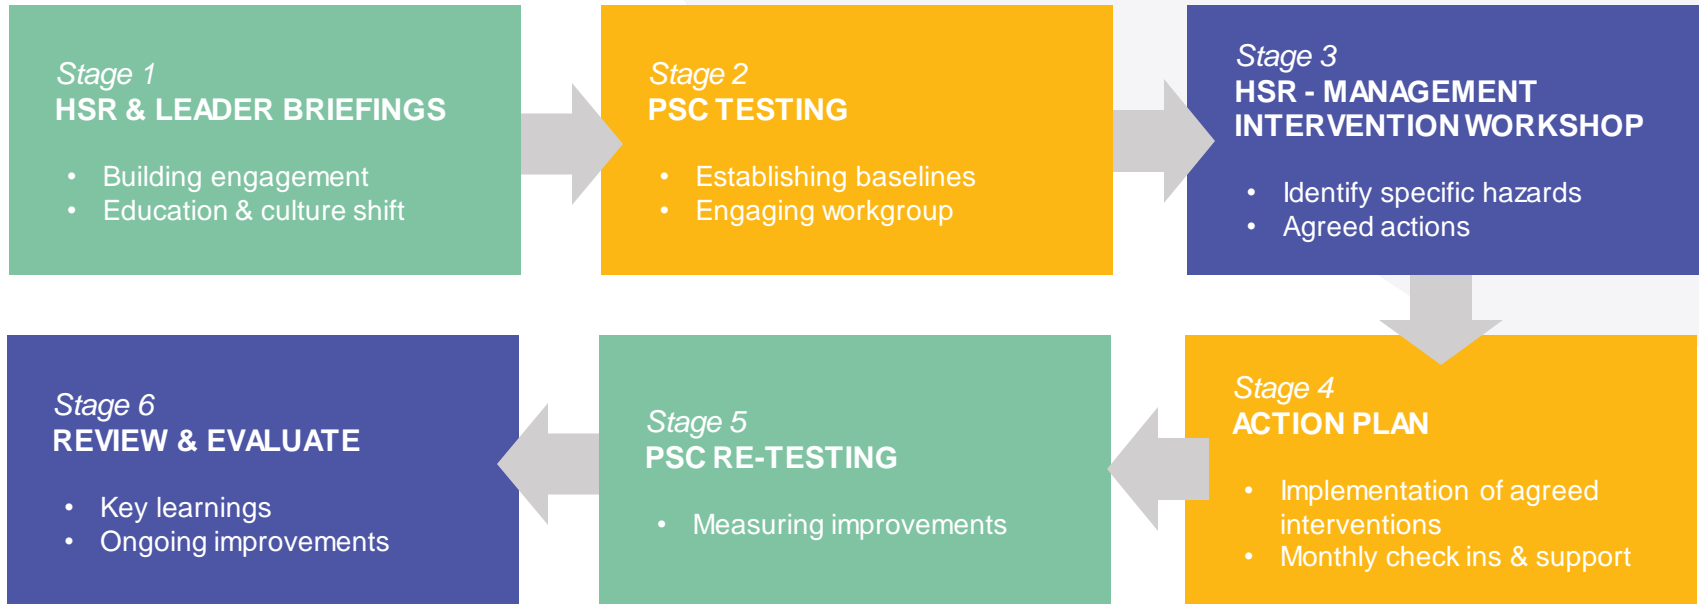 Stage 1
HSR & LEADER BRIEFINGS
• Building engagement
• Education & culture shift
Stage 2
PSC TESTING
• Establishing baselines
• Engaging workgroup
Stage 3
HSR - MANAGEMENT
INTERVENTION WORKSHOP
• Identify specific hazards
• Agreed actions
Stage 4
ACTION PLAN
• Implementation of agreed
interventions
• Monthly check ins & support
Stage 5
PSC RE-TESTING
• Measuring improvements
Stage 6
REVIEW & EVALUATE
• Key learnings
• Ongoing improvements